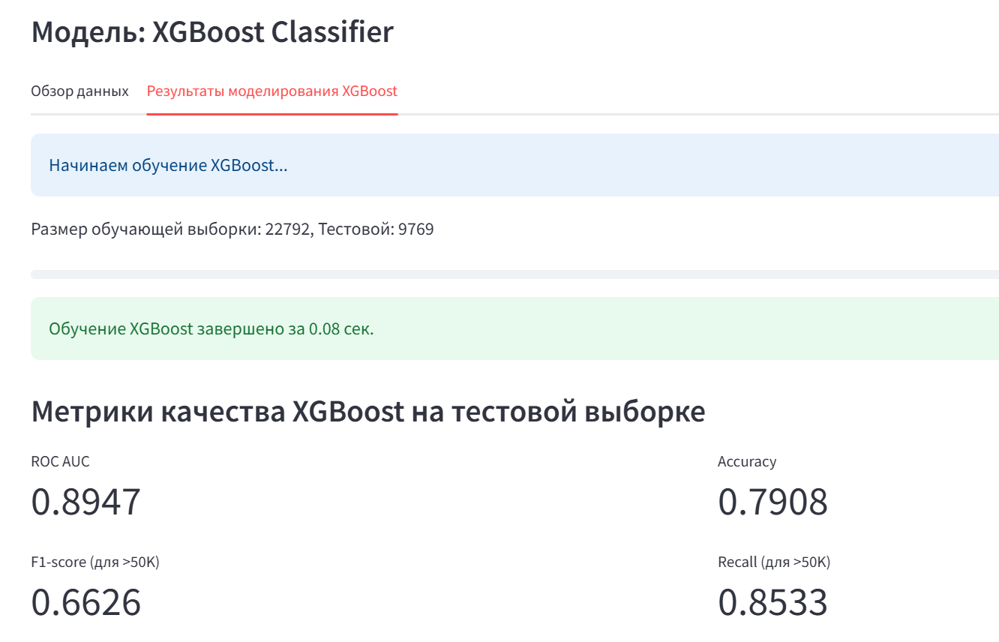 Модель: XGBoost Classifier
Обзор данных Результаты моделирования XGBoost
Начинаем обучение XGBoost...
Размер обучающей выборки: 22792, Тестовой: 9769
Обучение XGBoost завершено за 0.08 сек.
Метрики качества XGBoost на тестовой выборке
ROC AUC Accuracy
0.8947 0.7908
F1-score (для >50K) Recall (для >50K)
0.6626 0.8533